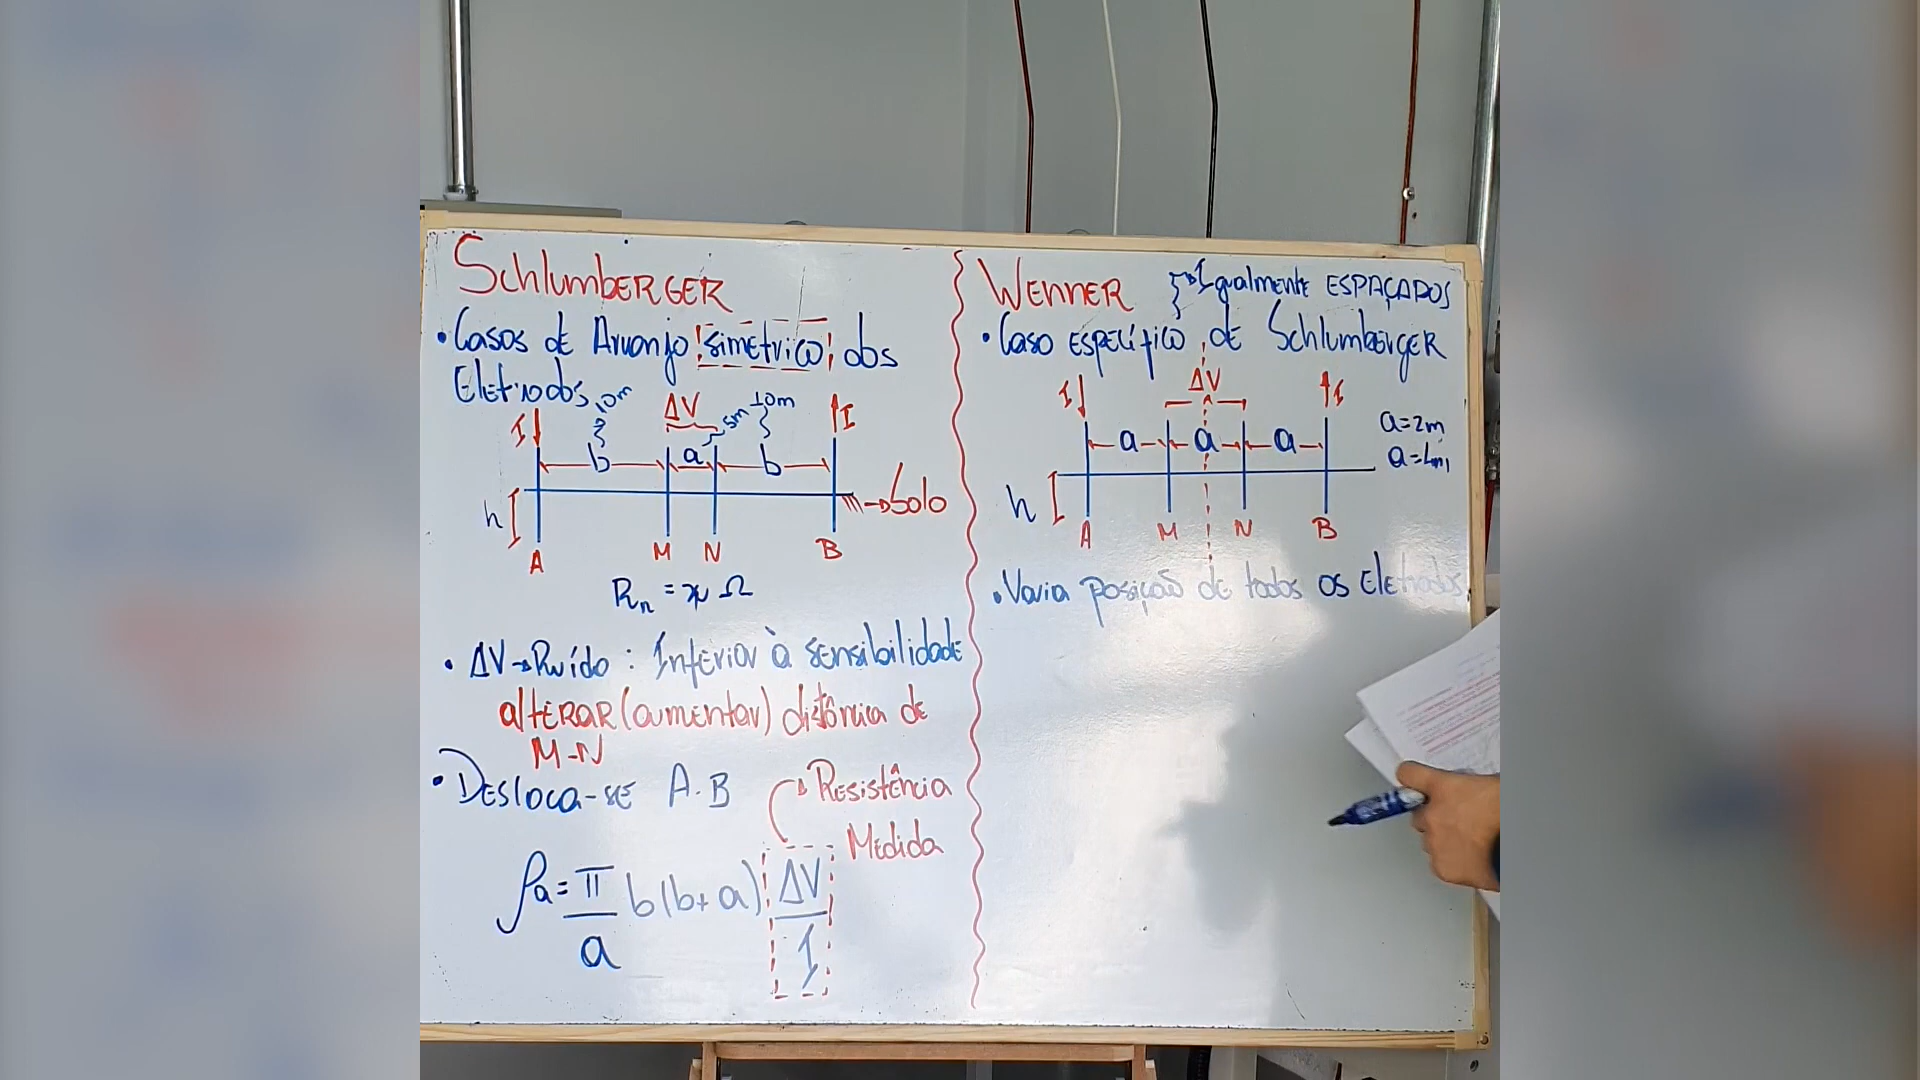 SchlumBERGER
• Casos de Arranjo simétrico dos
Eletrodos
10m
ΔV
5m
10m
I
I
b
a
b
h
Solo
A
M
N
B
Rn = x Ω
• ΔV→Ruído : Inferior à sensibilidade
alterar (aumentar) distância de
M-N
• Desloca-se A-B
Resistência
Medida
ρa = π/a b(b+a) ΔV/I
WENNER
Igualmente ESPAÇADOS
• Caso ESPECífico de SchlumbERGER
I
ΔV
I
a
a
a
a=2m
h
A
M
N
B
• Varia posição de todos os Eletrodos